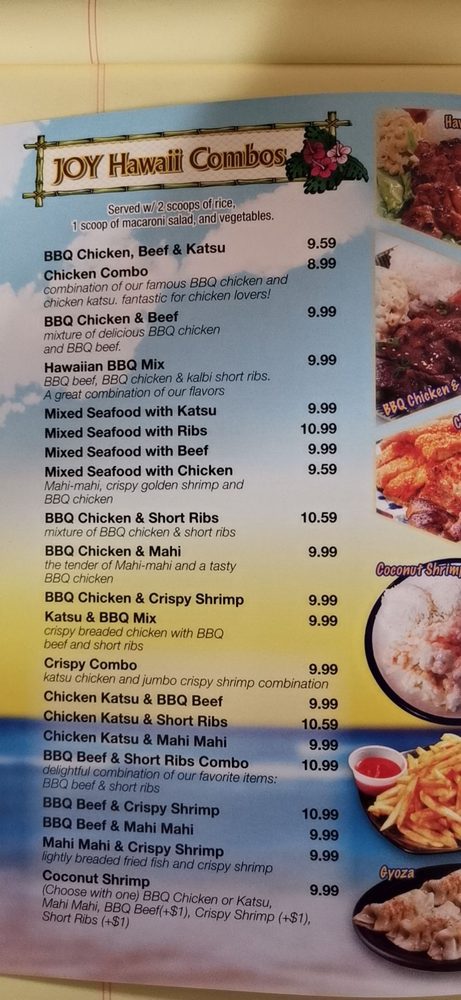 JOY Hawaii Combos
Served w/ 2 scoops of rice,
1 scoop of macaroni salad, and vegetables.
BBQ Chicken, Beef & Katsu 9.59
Chicken Combo 8.99
combination of our famous BBQ chicken and
chicken katsu. fantastic for chicken lovers!
BBQ Chicken & Beef 9.99
mixture of delicious BBQ chicken
and BBQ beef.
Hawaiian BBQ Mix 9.99
BBQ beef, BBQ chicken & kalbi short ribs.
A great combination of our flavors
Mixed Seafood with Katsu 9.99
Mixed Seafood with Ribs 10.99
Mixed Seafood with Beef 9.99
Mixed Seafood with Chicken 9.59
Mahi-mahi, crispy golden shrimp and
BBQ chicken
BBQ Chicken & Short Ribs 10.59
mixture of BBQ chicken & short ribs
BBQ Chicken & Mahi 9.99
the tender of Mahi-mahi and a tasty
BBQ chicken
BBQ Chicken & Crispy Shrimp 9.99
Katsu & BBQ Mix 9.99
crispy breaded chicken with BBQ
beef and short ribs
Crispy Combo 9.99
katsu chicken and jumbo crispy shrimp combination
Chicken Katsu & BBQ Beef 9.99
Chicken Katsu & Short Ribs 10.59
Chicken Katsu & Mahi Mahi 9.99
BBQ Beef & Short Ribs Combo 10.99
delightful combination of our favorite items:
BBQ beef & short ribs
BBQ Beef & Crispy Shrimp 10.99
BBQ Beef & Mahi Mahi 9.99
Mahi Mahi & Crispy Shrimp 9.99
lightly breaded fried fish and crispy shrimp
Coconut Shrimp 9.99
(Choose with one) BBQ Chicken or Katsu,
Mahi Mahi, BBQ Beef(+$1), Crispy Shrimp (+$1),
Short Ribs (+$1)
BBQ Chicken &
Coconut Shrimp
Gyoza